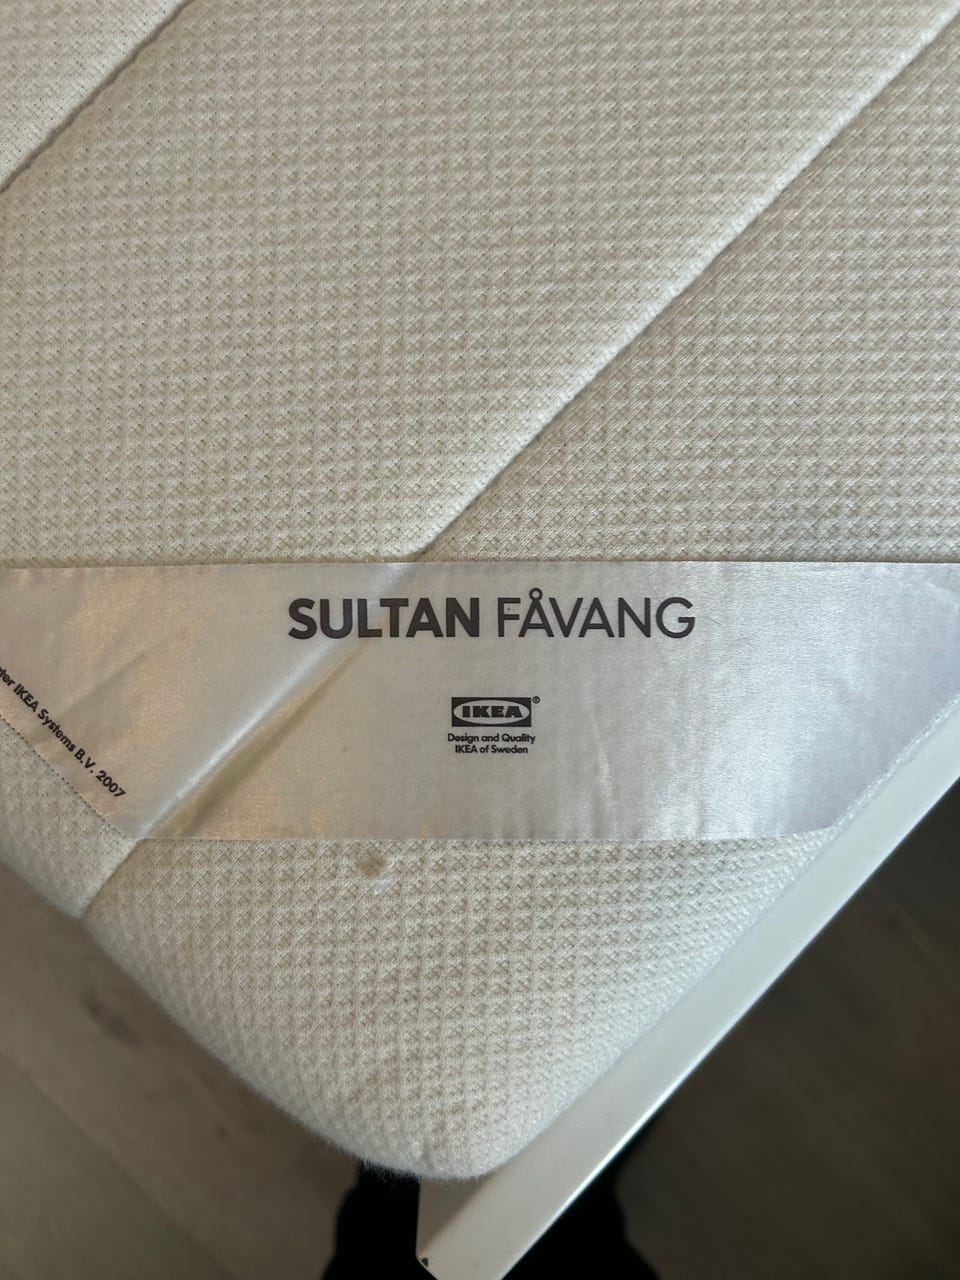 SULTAN FÅVANG
IKEA®
Design and Quality
IKEA of Sweden
IKEA Systems B.V. 2007